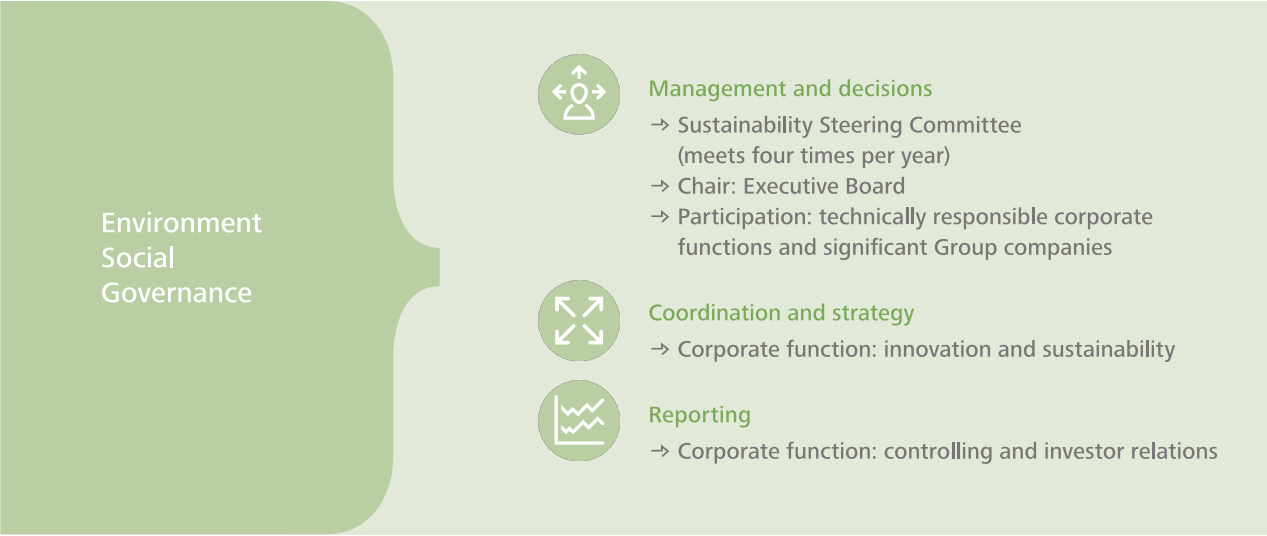 Environment
Social
Governance
Management and decisions
→ Sustainability Steering Committee
(meets four times per year)
→ Chair: Executive Board
→ Participation: technically responsible corporate
functions and significant Group companies
Coordination and strategy
→ Corporate function: innovation and sustainability
Reporting
→ Corporate function: controlling and investor relations